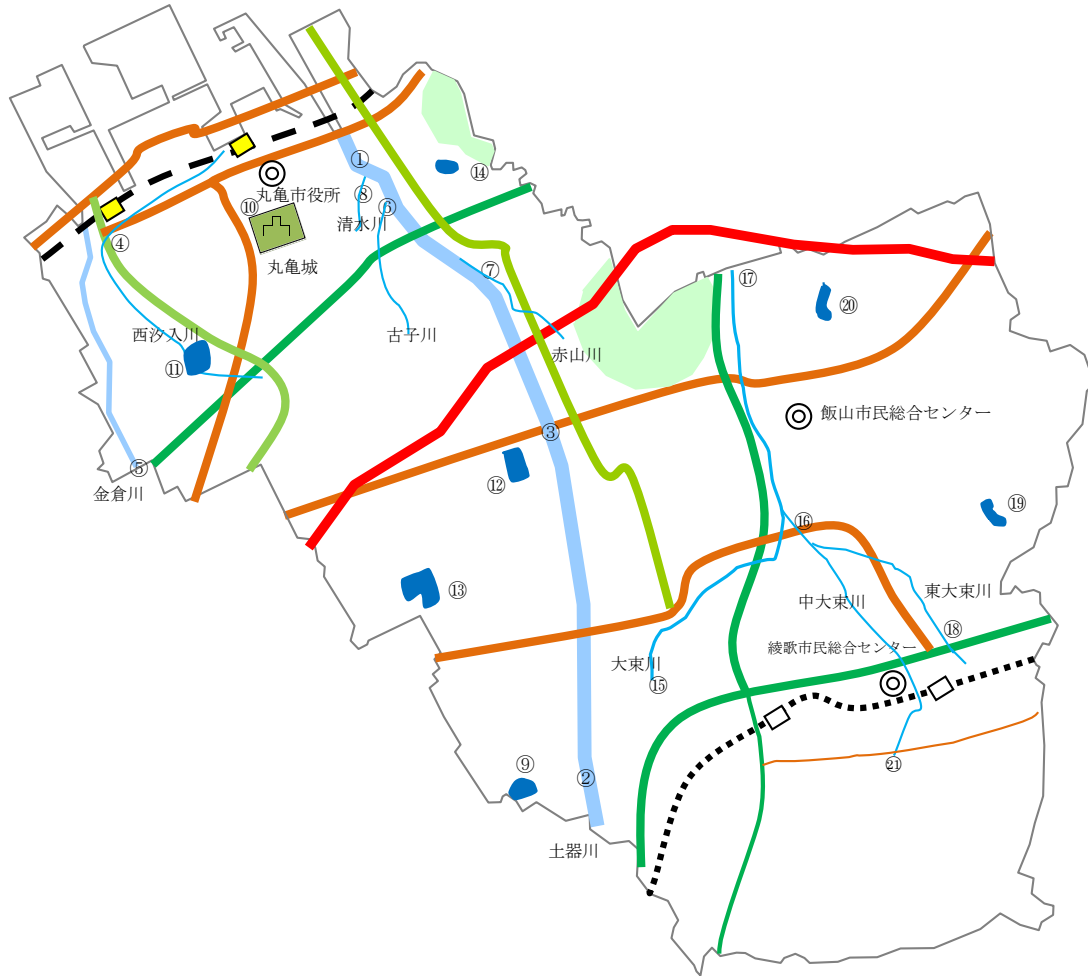 ①
⑭
丸亀市役所
⑧
⑩
⑥
清水川
④
丸亀城
⑦
⑰
⑳
西汐入川
古子川
赤山川
⑪
飯山市民総合センター
③
⑤
⑫
金倉川
⑲
⑯
⑬
東大束川
中大束川
⑱
綾歌市民総合センター
大束川
⑮
⑨
㉑
②
土器川